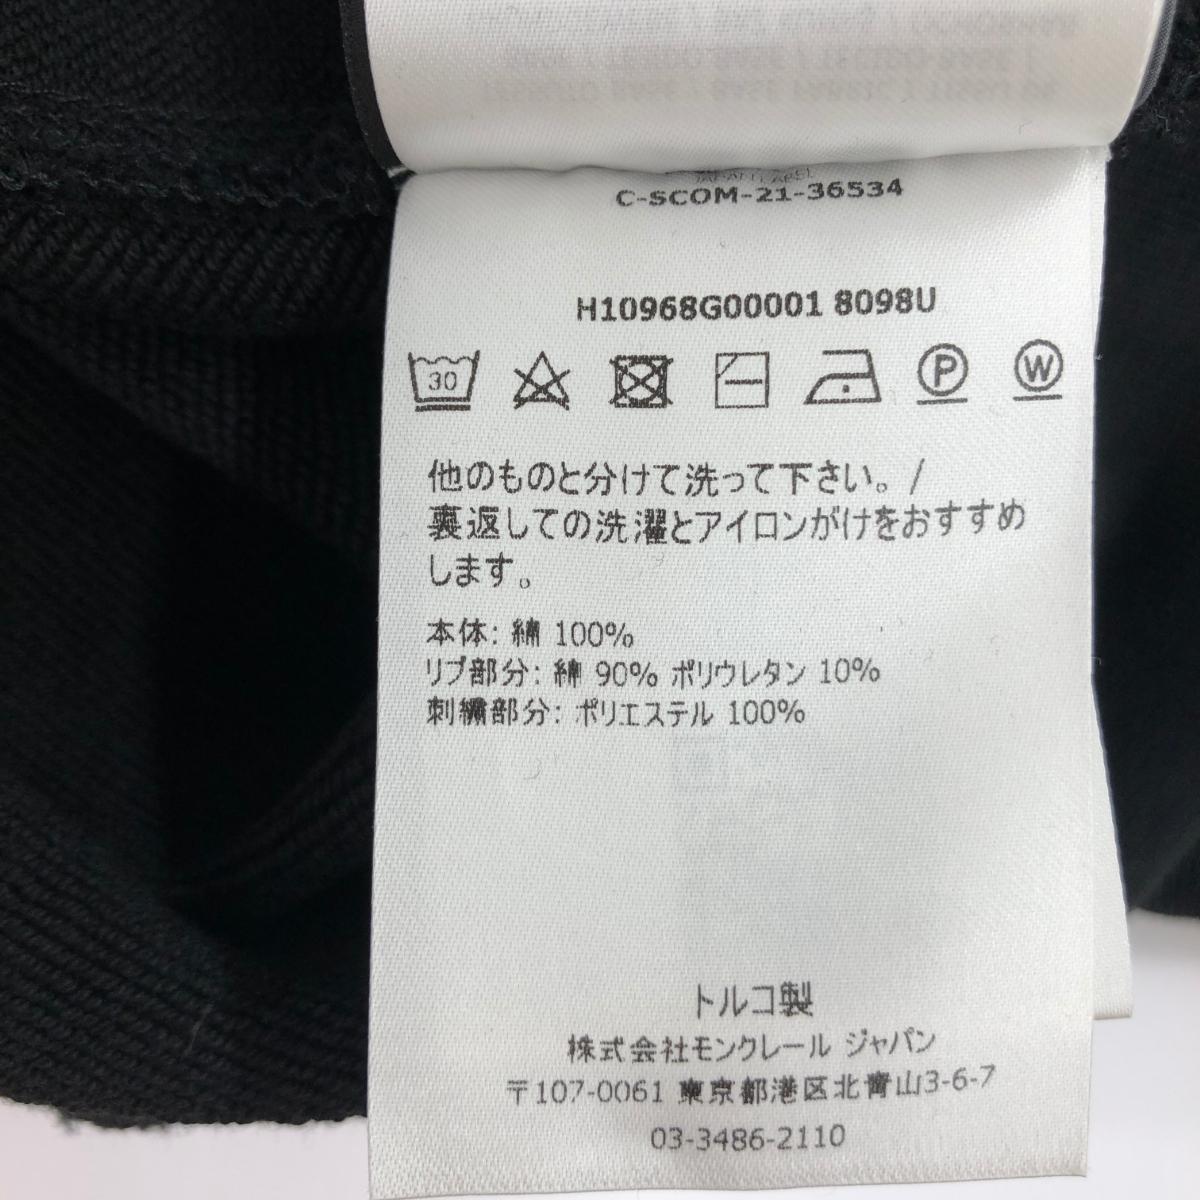 JAPAN LABEL
C-SCOM-21-36534
H10968G00001 8098U
30
P
W
他のものと分けて洗って下さい。/
裏返しての洗濯とアイロンがけをおすすめ
します。
本体: 綿 100%
リブ部分: 綿 90% ポリウレタン 10%
刺繍部分: ポリエステル 100%
トルコ製
株式会社モンクレール ジャパン
〒107-0061 東京都港区北青山3-6-7
03-3486-2110